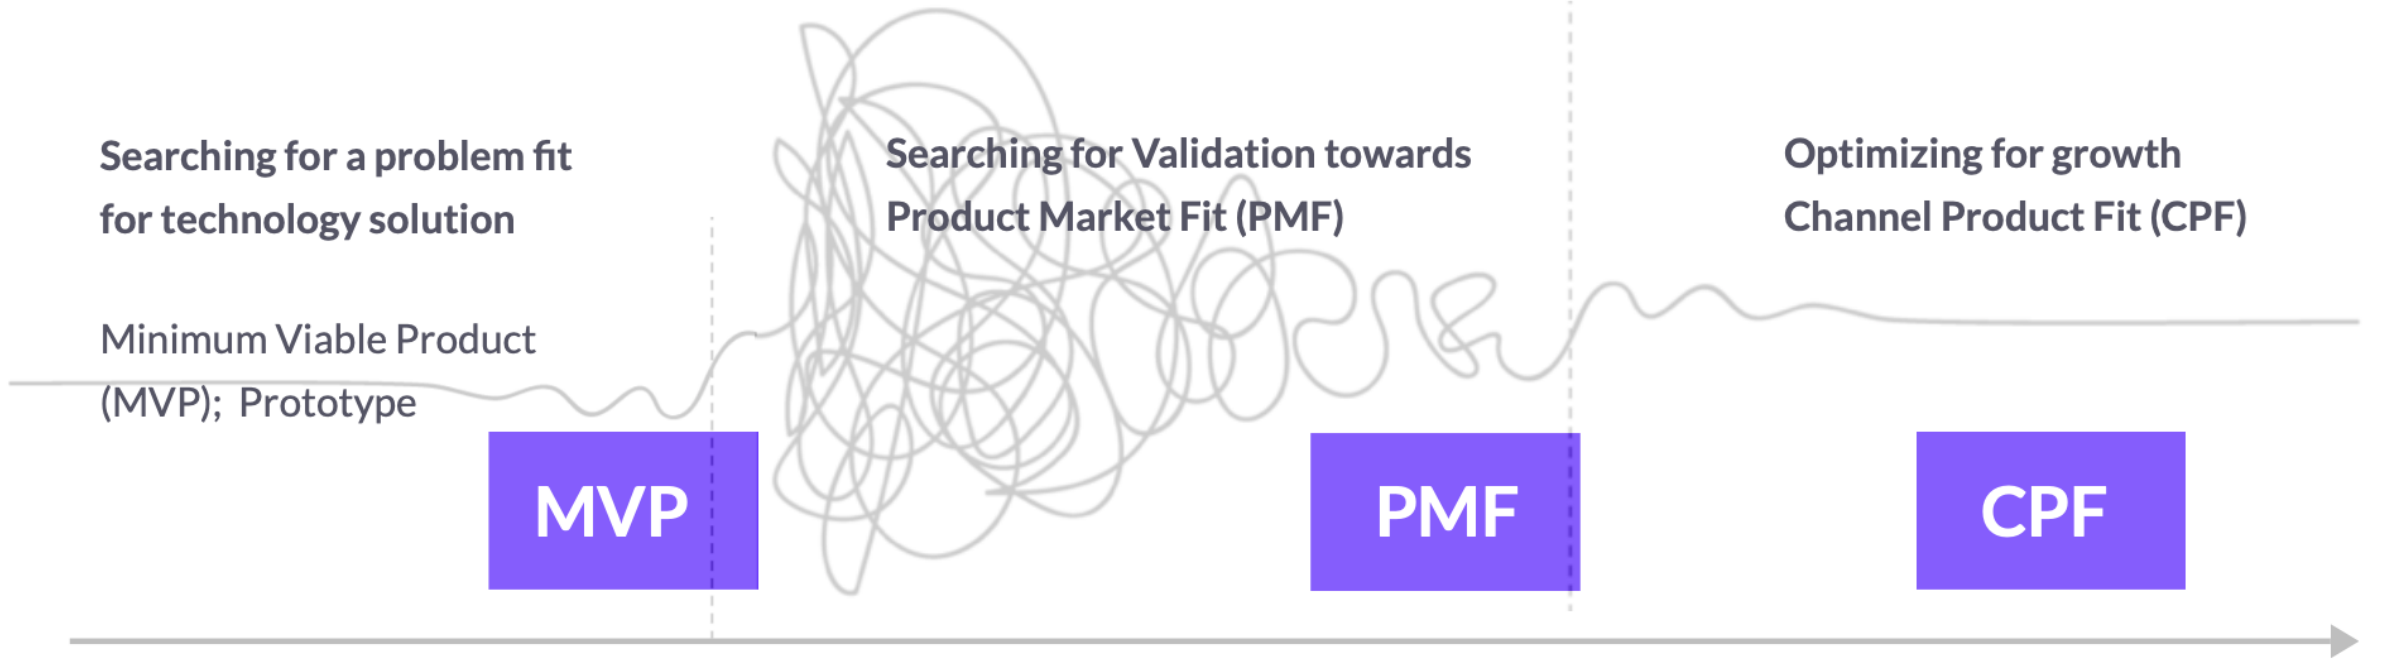 Searching for a problem fit
for technology solution
Minimum Viable Product
(MVP); Prototype
MVP
Searching for Validation towards
Product Market Fit (PMF)
PMF
Optimizing for growth
Channel Product Fit (CPF)
CPF